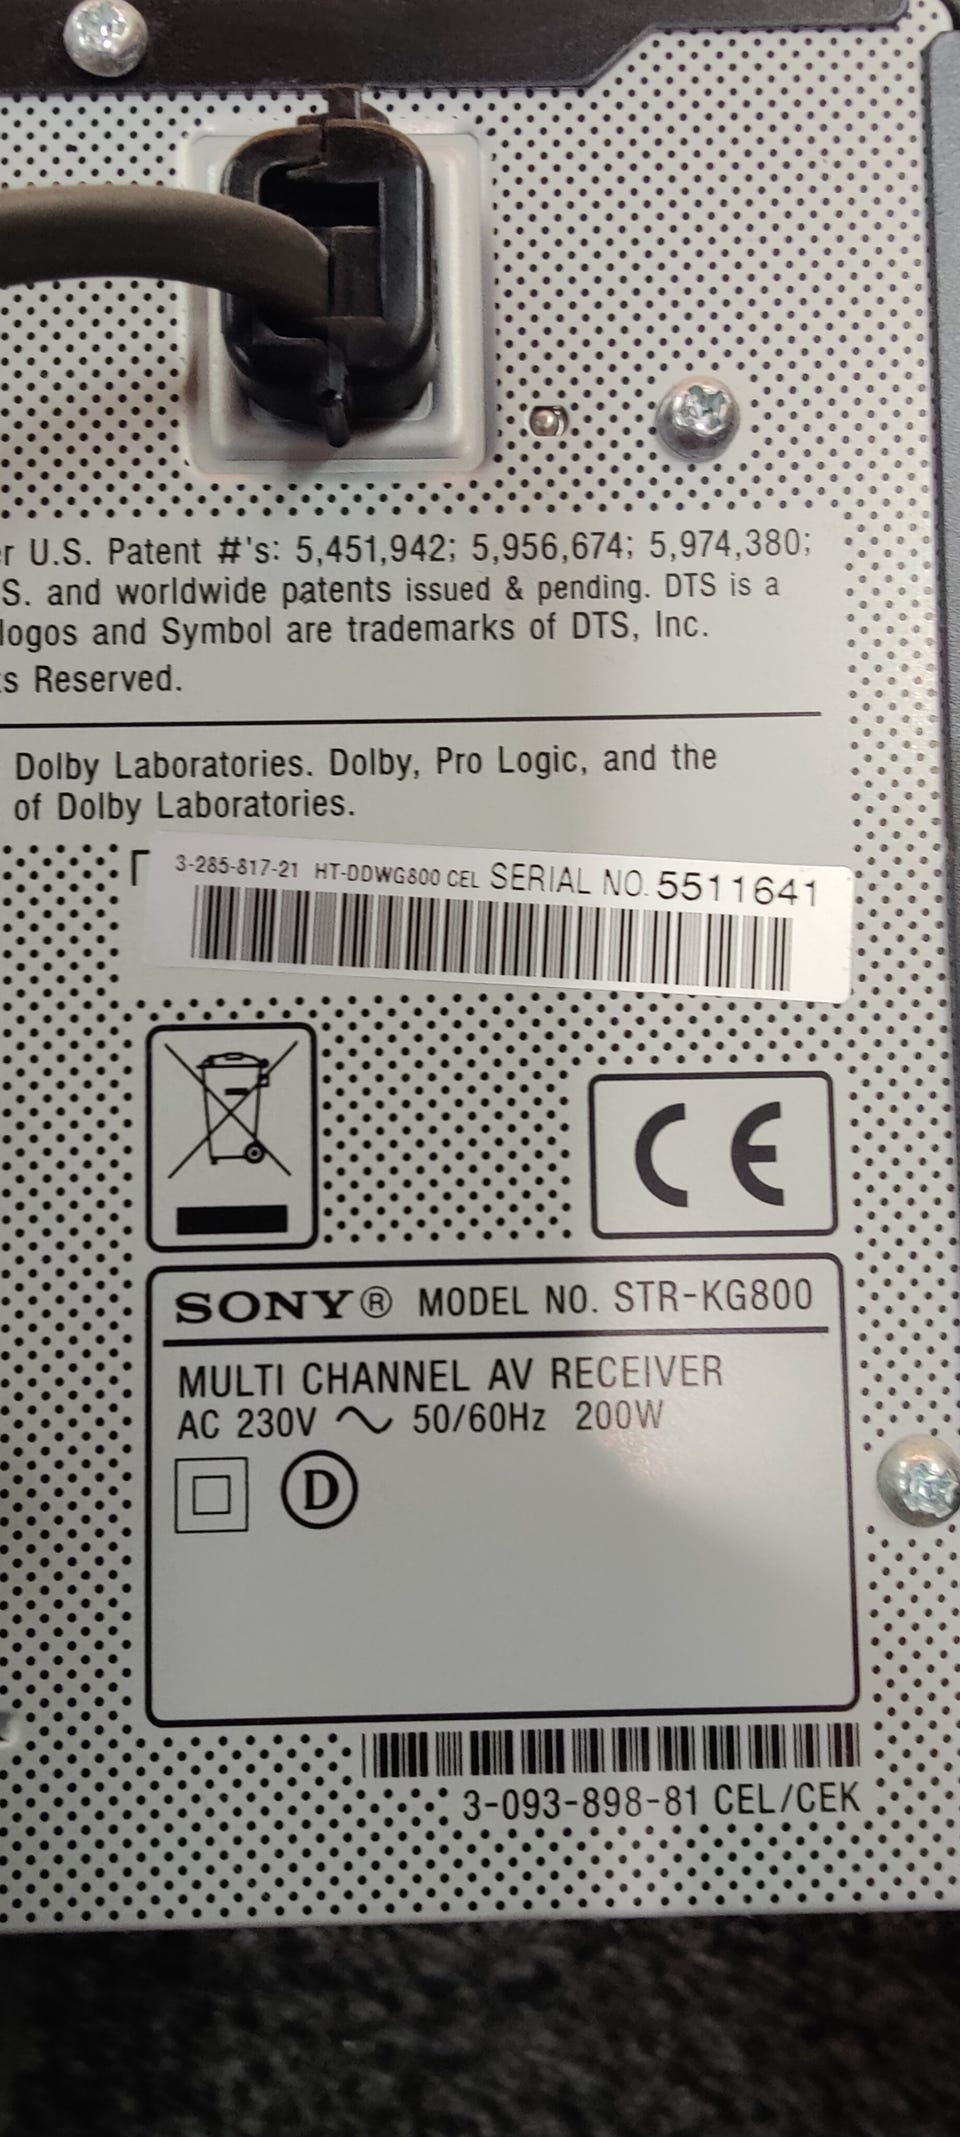 r U.S. Patent #'s: 5,451,942; 5,956,674; 5,974,380;
S. and worldwide patents issued & pending. DTS is a
logos and Symbol are trademarks of DTS, Inc.
s Reserved.
Dolby Laboratories. Dolby, Pro Logic, and the
of Dolby Laboratories.
3-285-817-21 HT-DDWG800 CEL SERIAL NO. 5511641
CE
SONY® MODEL NO. STR-KG800
MULTI CHANNEL AV RECEIVER
AC 230V ~ 50/60Hz 200W
D
3-093-898-81 CEL/CEK